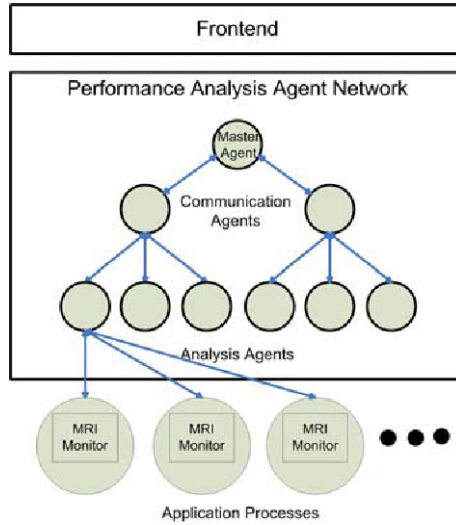 Frontend
Performance Analysis Agent Network
Master
Agent
Communication
Agents
Analysis Agents
MRI
Monitor
MRI
Monitor
MRI
Monitor
Application Processes